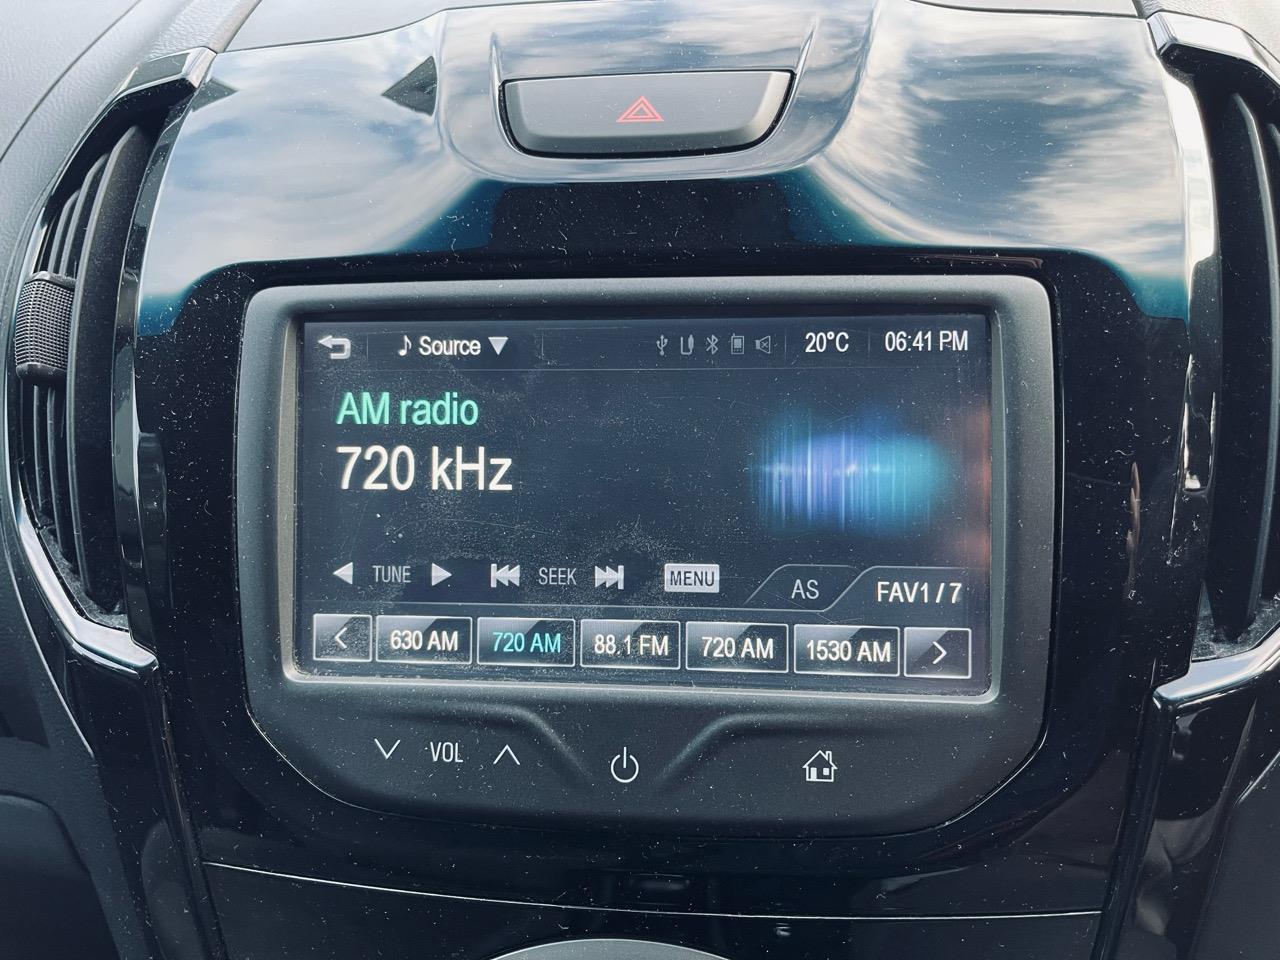 Source 20°C 06:41 PM
AM radio
720 kHz
TUNE SEEK MENU AS FAV1/7
630 AM 720 AM 88.1 FM 720 AM 1530 AM
VOL